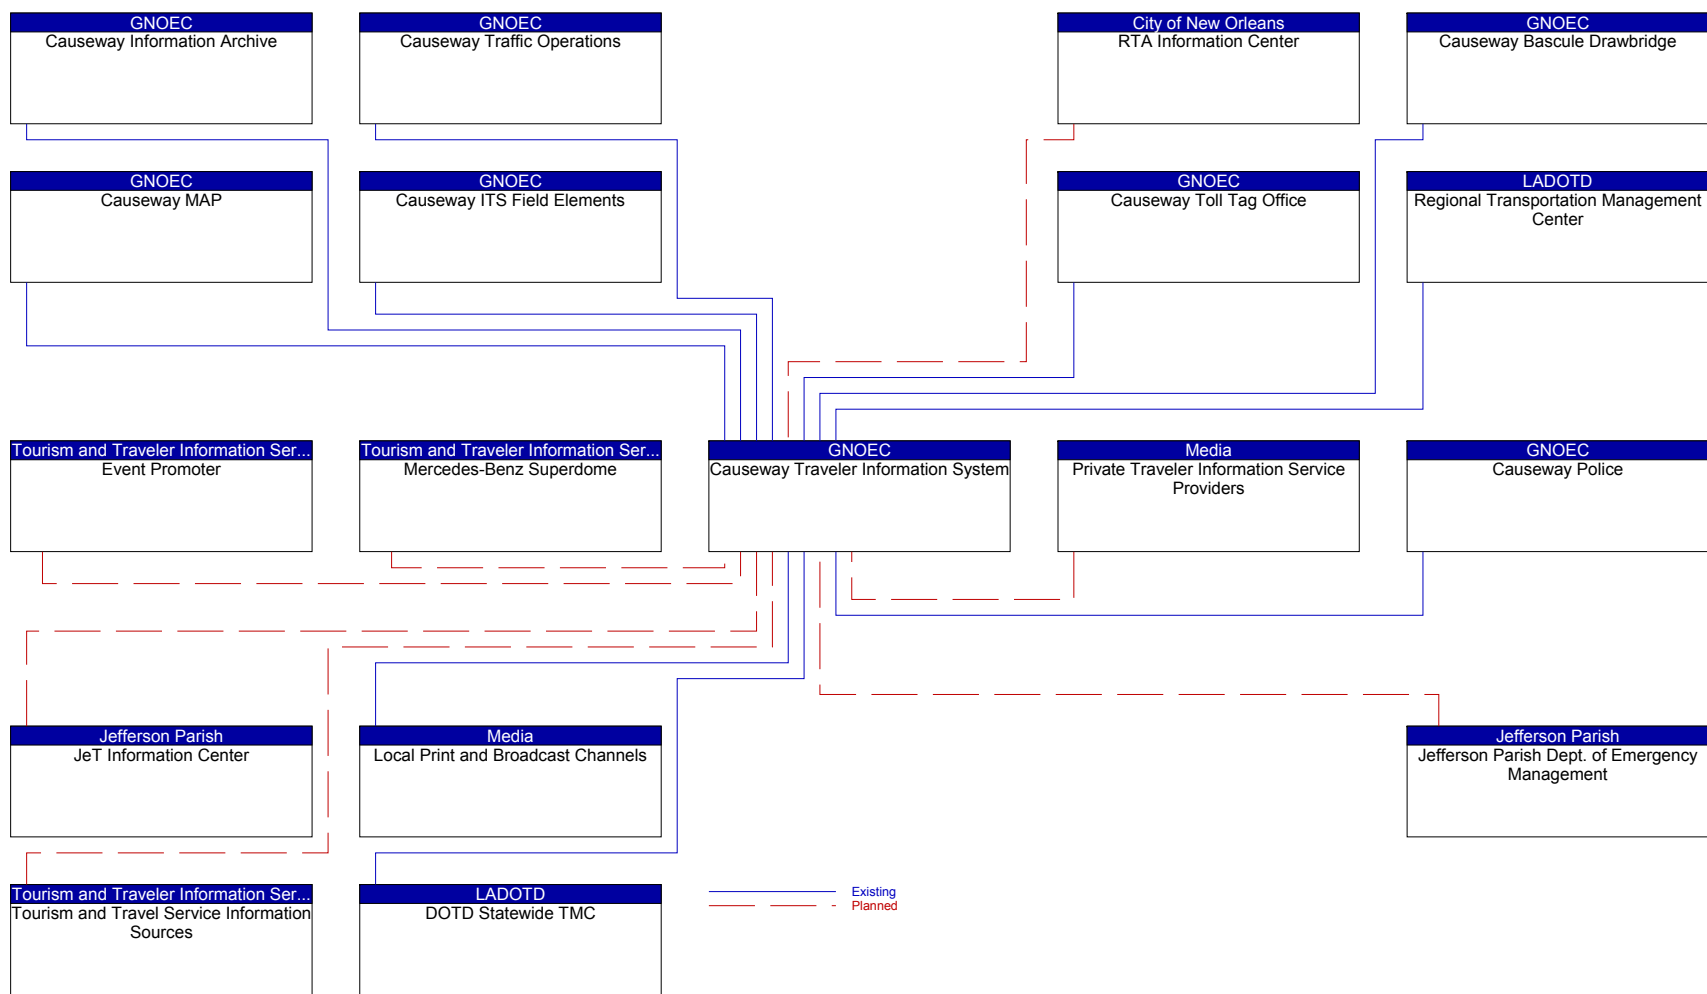 GNOEC
Causeway Information Archive
GNOEC
Causeway Traffic Operations
City of New Orleans
RTA Information Center
GNOEC
Causeway Bascule Drawbridge
GNOEC
Causeway MAP
GNOEC
Causeway ITS Field Elements
GNOEC
Causeway Toll Tag Office
LADOTD
Regional Transportation Management
Center
Tourism and Traveler Information Ser...
Event Promoter
Tourism and Traveler Information Ser...
Mercedes-Benz Superdome
GNOEC
Causeway Traveler Information System
Media
Private Traveler Information Service
Providers
GNOEC
Causeway Police
Jefferson Parish
JeT Information Center
Media
Local Print and Broadcast Channels
Jefferson Parish
Jefferson Parish Dept. of Emergency
Management
Tourism and Traveler Information Ser...
Tourism and Travel Service Information
Sources
LADOTD
DOTD Statewide TMC
Existing
Planned